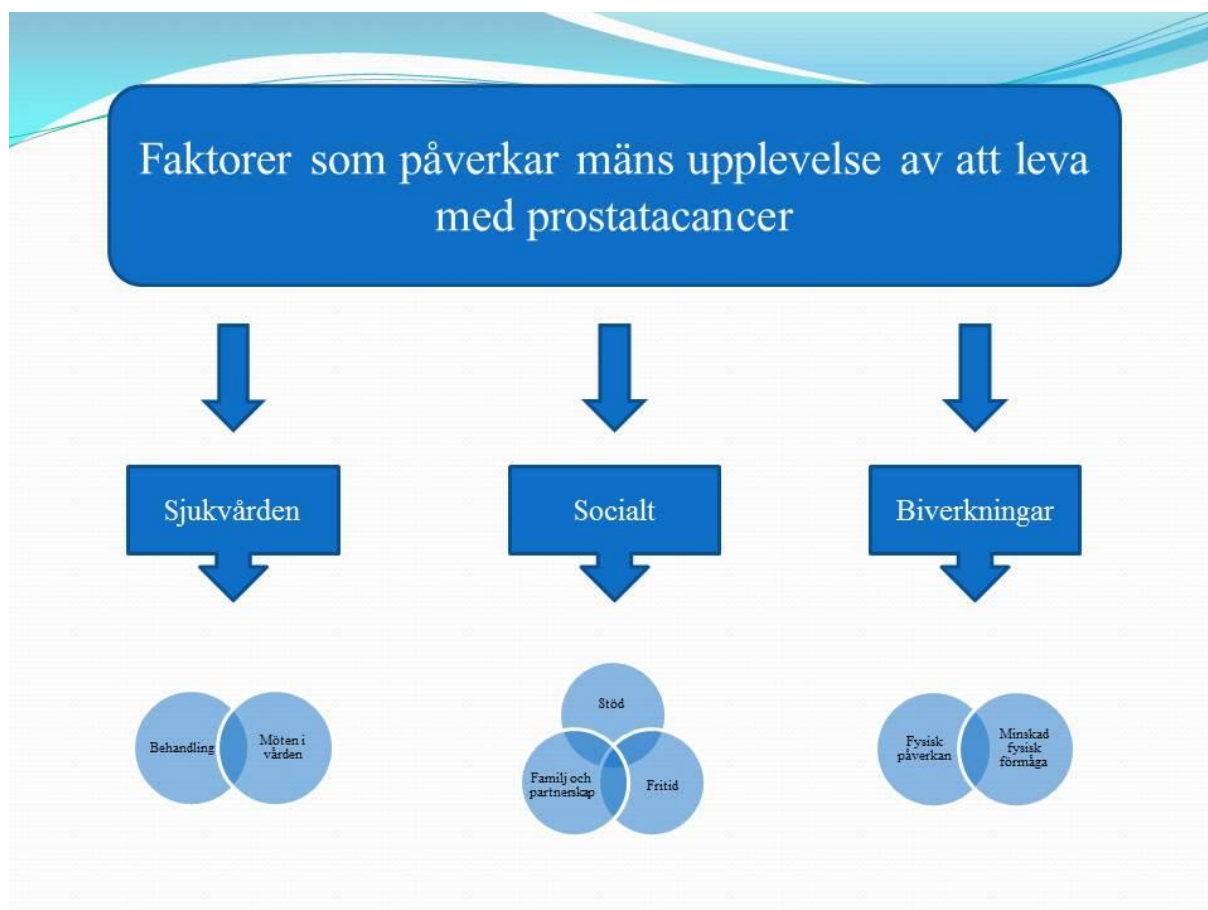 Faktorer som påverkar mäns upplevelse av att leva
med prostatacancer
Sjukvården
Socialt
Biverkningar
Behandling
Möten i
vården
Stöd
Familj och
partnerskap
Fritid
Fysisk
påverkan
Minskad
fysisk
förmåga